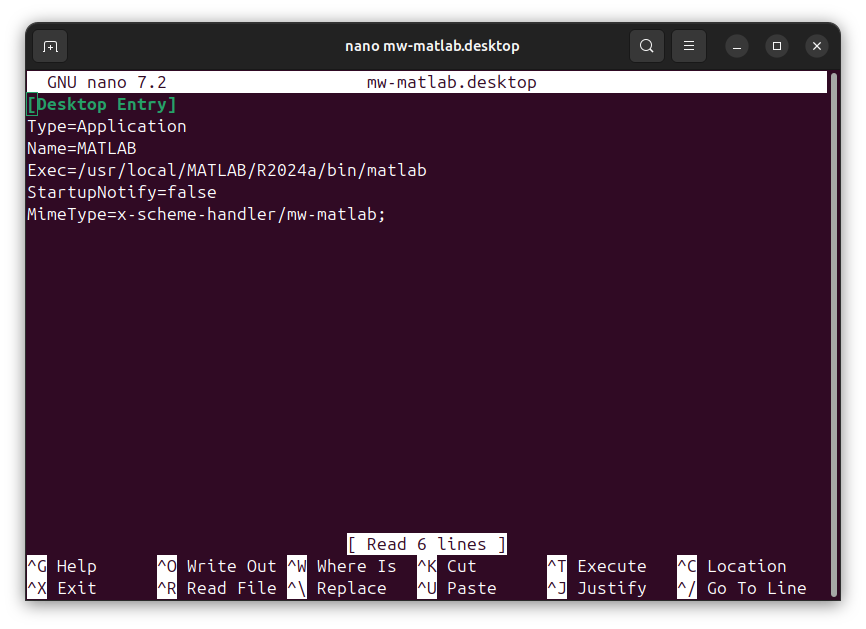 nano mw-matlab.desktop
GNU nano 7.2 mw-matlab.desktop
[Desktop Entry]
Type=Application
Name=MATLAB
Exec=/usr/local/MATLAB/R2024a/bin/matlab
StartupNotify=false
MimeType=x-scheme-handler/mw-matlab;
[ Read 6 lines ]
^G Help ^O Write Out ^W Where Is ^K Cut ^T Execute ^C Location
^X Exit ^R Read File ^\ Replace ^U Paste ^J Justify ^/ Go To Line